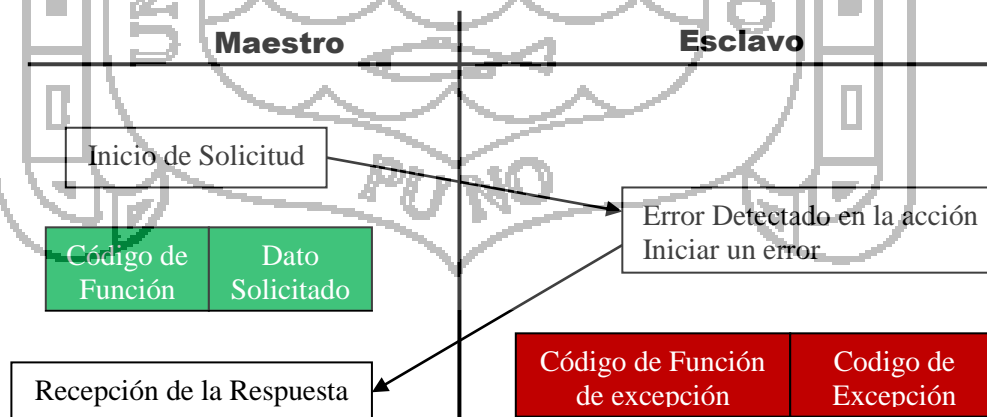 Maestro
Esclavo
Inicio de Solicitud
Error Detectado en la acción
Iniciar un error
Código de
Función
Dato
Solicitado
Código de Función
de excepción
Codigo de
Excepción
Recepción de la Respuesta
PUNO